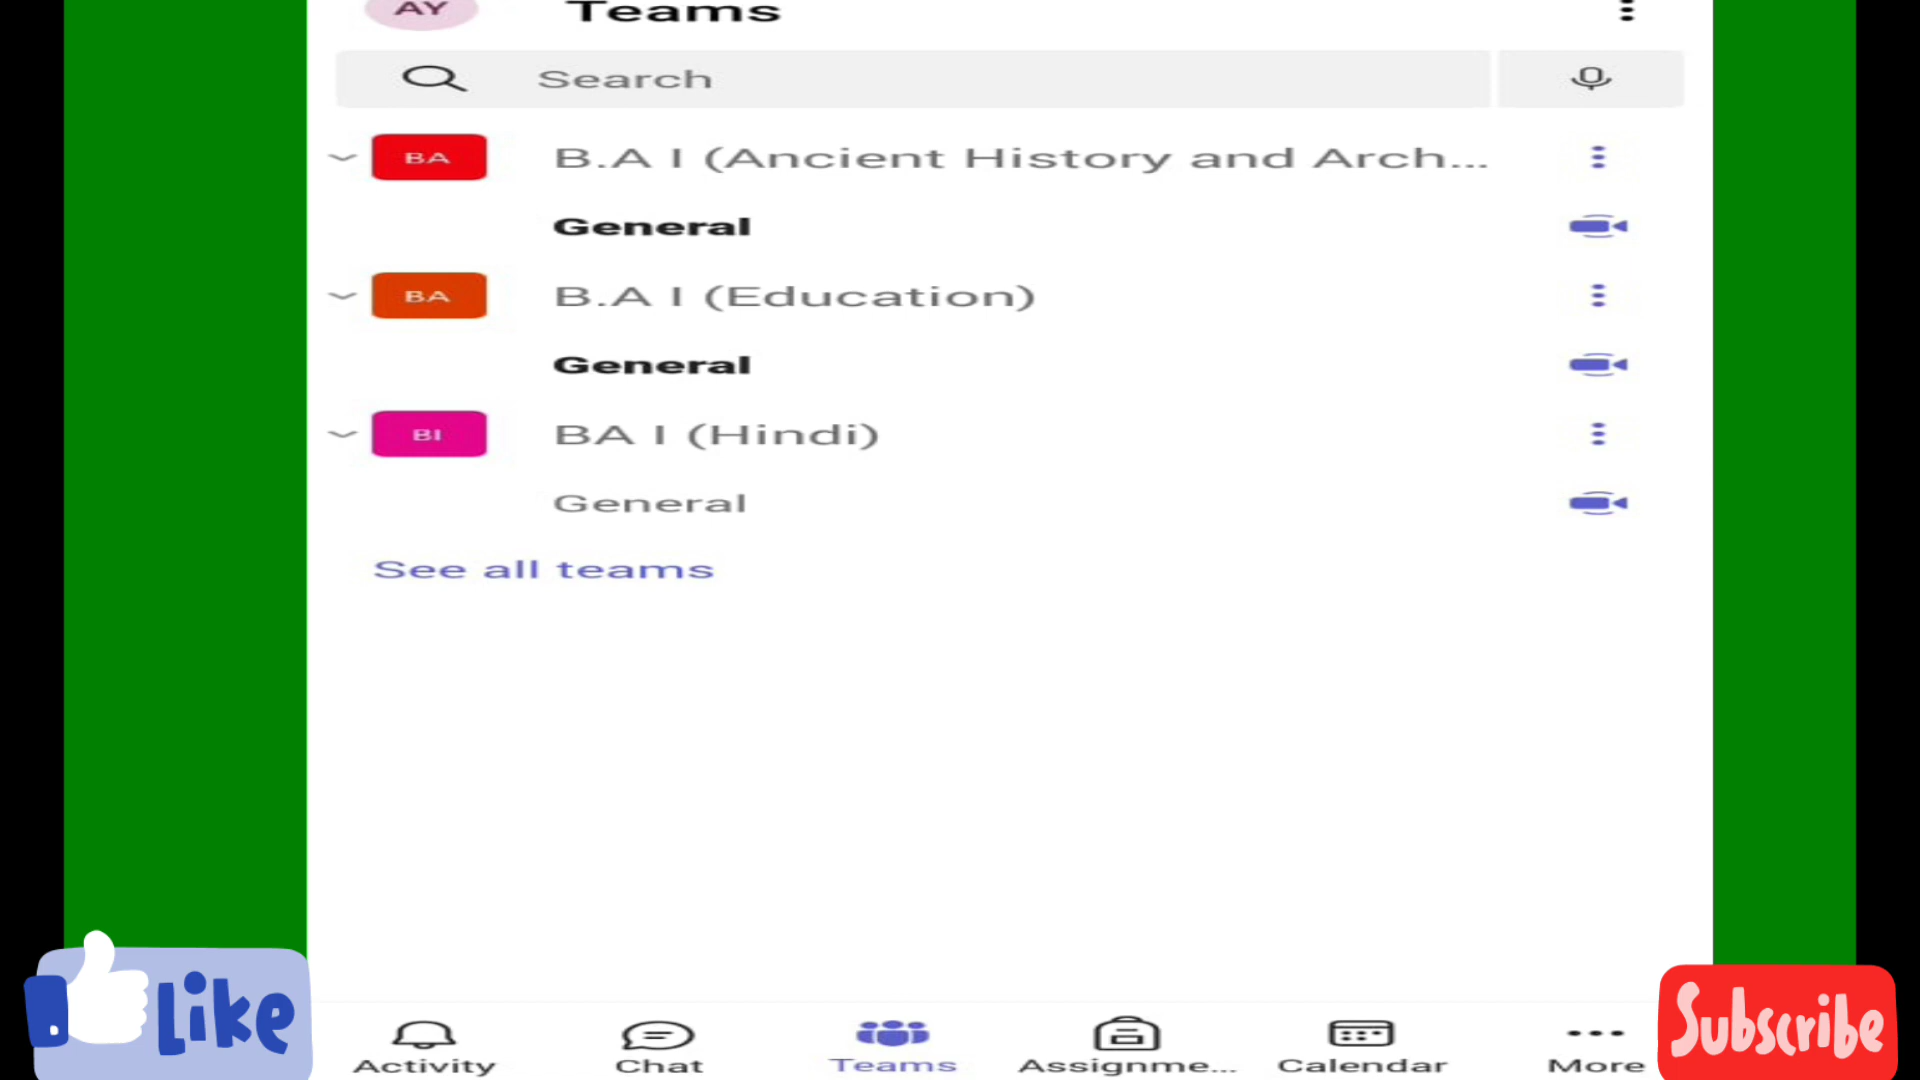 AY Teams
Search
BA B.A I (Ancient History and Arch...
General
BA B.A I (Education)
General
BI BA I (Hindi)
General
See all teams
Like
Activity Chat Teams Assignme... Calendar More
Subscribe